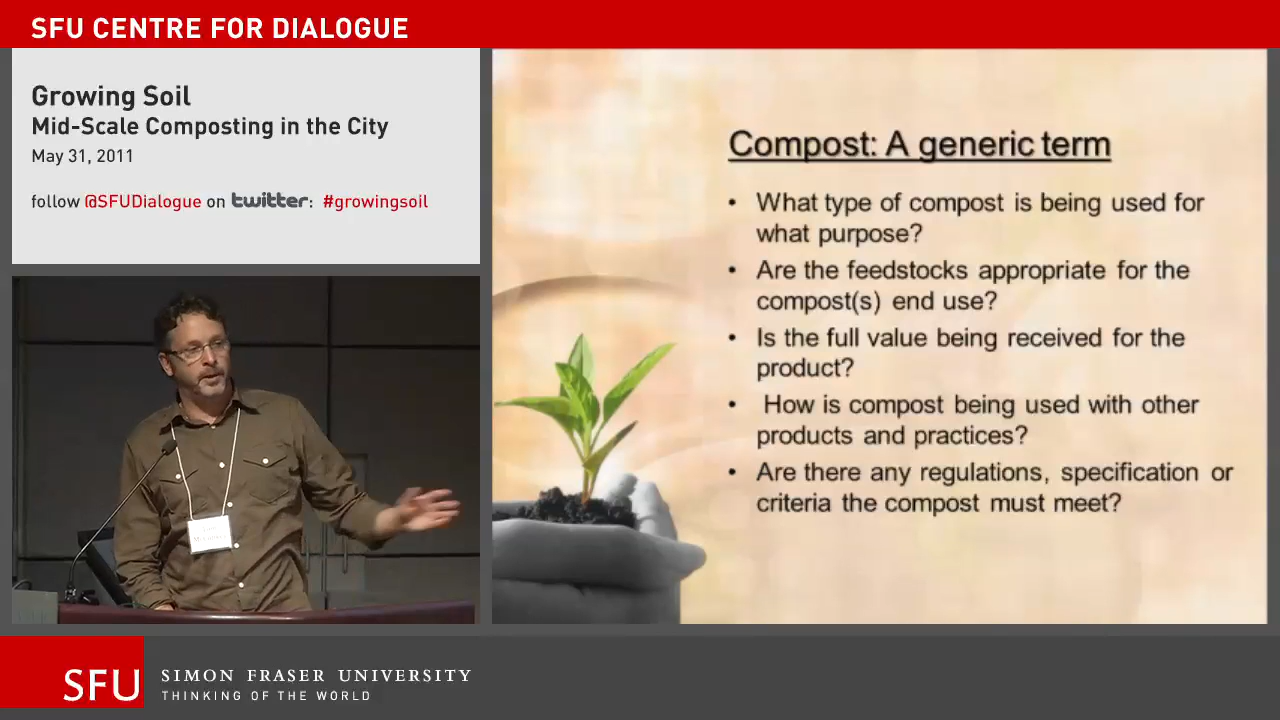 SFU CENTRE FOR DIALOGUE
Growing Soil
Mid-Scale Composting in the City
May 31, 2011
follow @SFUDialogue on twitter: #growingsoil
Compost: A generic term
• What type of compost is being used for
what purpose?
• Are the feedstocks appropriate for the
compost(s) end use?
• Is the full value being received for the
product?
• How is compost being used with other
products and practices?
• Are there any regulations, specification or
criteria the compost must meet?
SFU
SIMON FRASER UNIVERSITY
THINKING OF THE WORLD